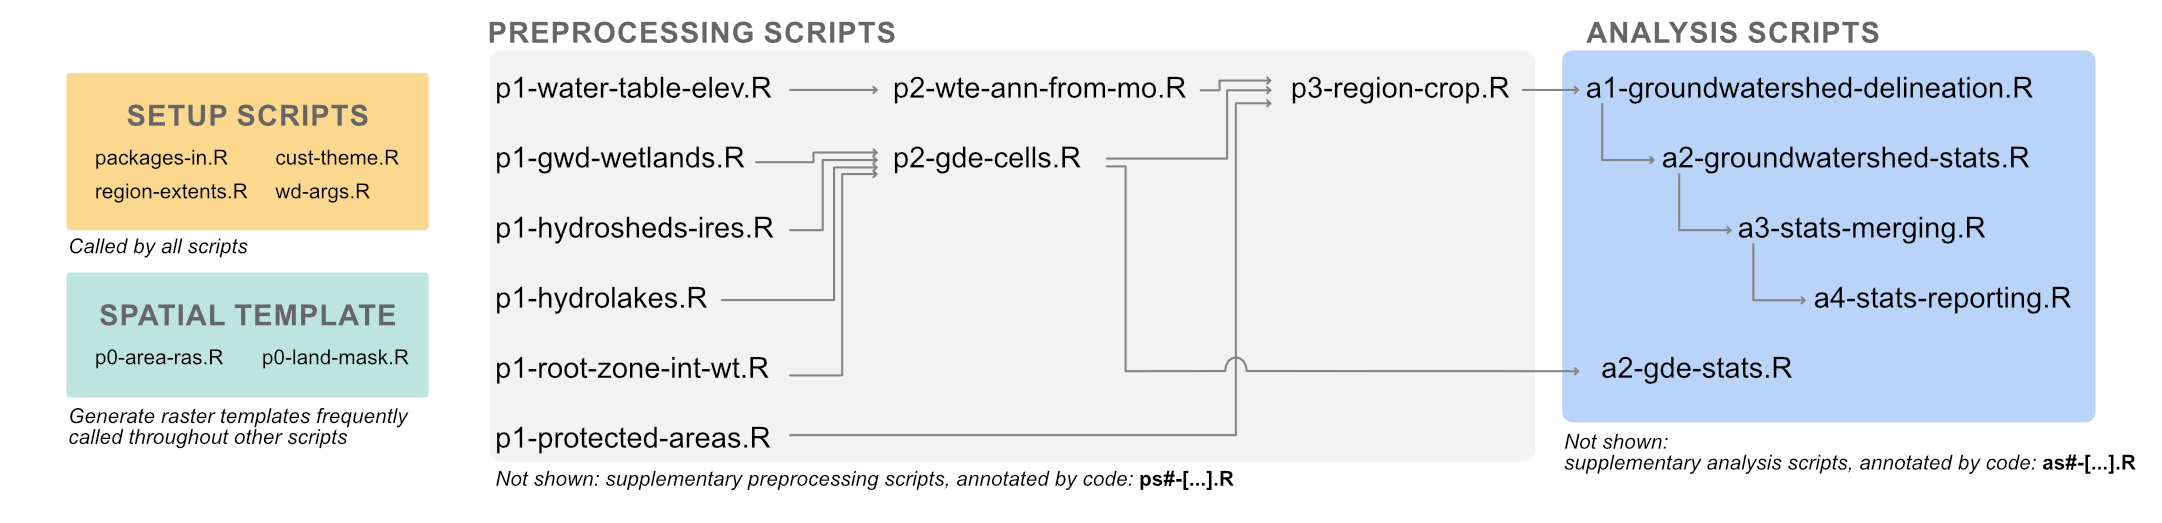 SETUP SCRIPTS
packages-in.R cust-theme.R
region-extents.R wd-args.R
Called by all scripts
SPATIAL TEMPLATE
p0-area-ras.R p0-land-mask.R
Generate raster templates frequently
called throughout other scripts
PREPROCESSING SCRIPTS
p1-water-table-elev.R p2-wte-ann-from-mo.R p3-region-crop.R
p1-gwd-wetlands.R p2-gde-cells.R
p1-hydrosheds-ires.R
p1-hydrolakes.R
p1-root-zone-int-wt.R
p1-protected-areas.R
Not shown: supplementary preprocessing scripts, annotated by code: ps#-[...].R
ANALYSIS SCRIPTS
a1-groundwatershed-delineation.R
a2-groundwatershed-stats.R
a3-stats-merging.R
a4-stats-reporting.R
a2-gde-stats.R
Not shown:
supplementary analysis scripts, annotated by code: as#-[...].R